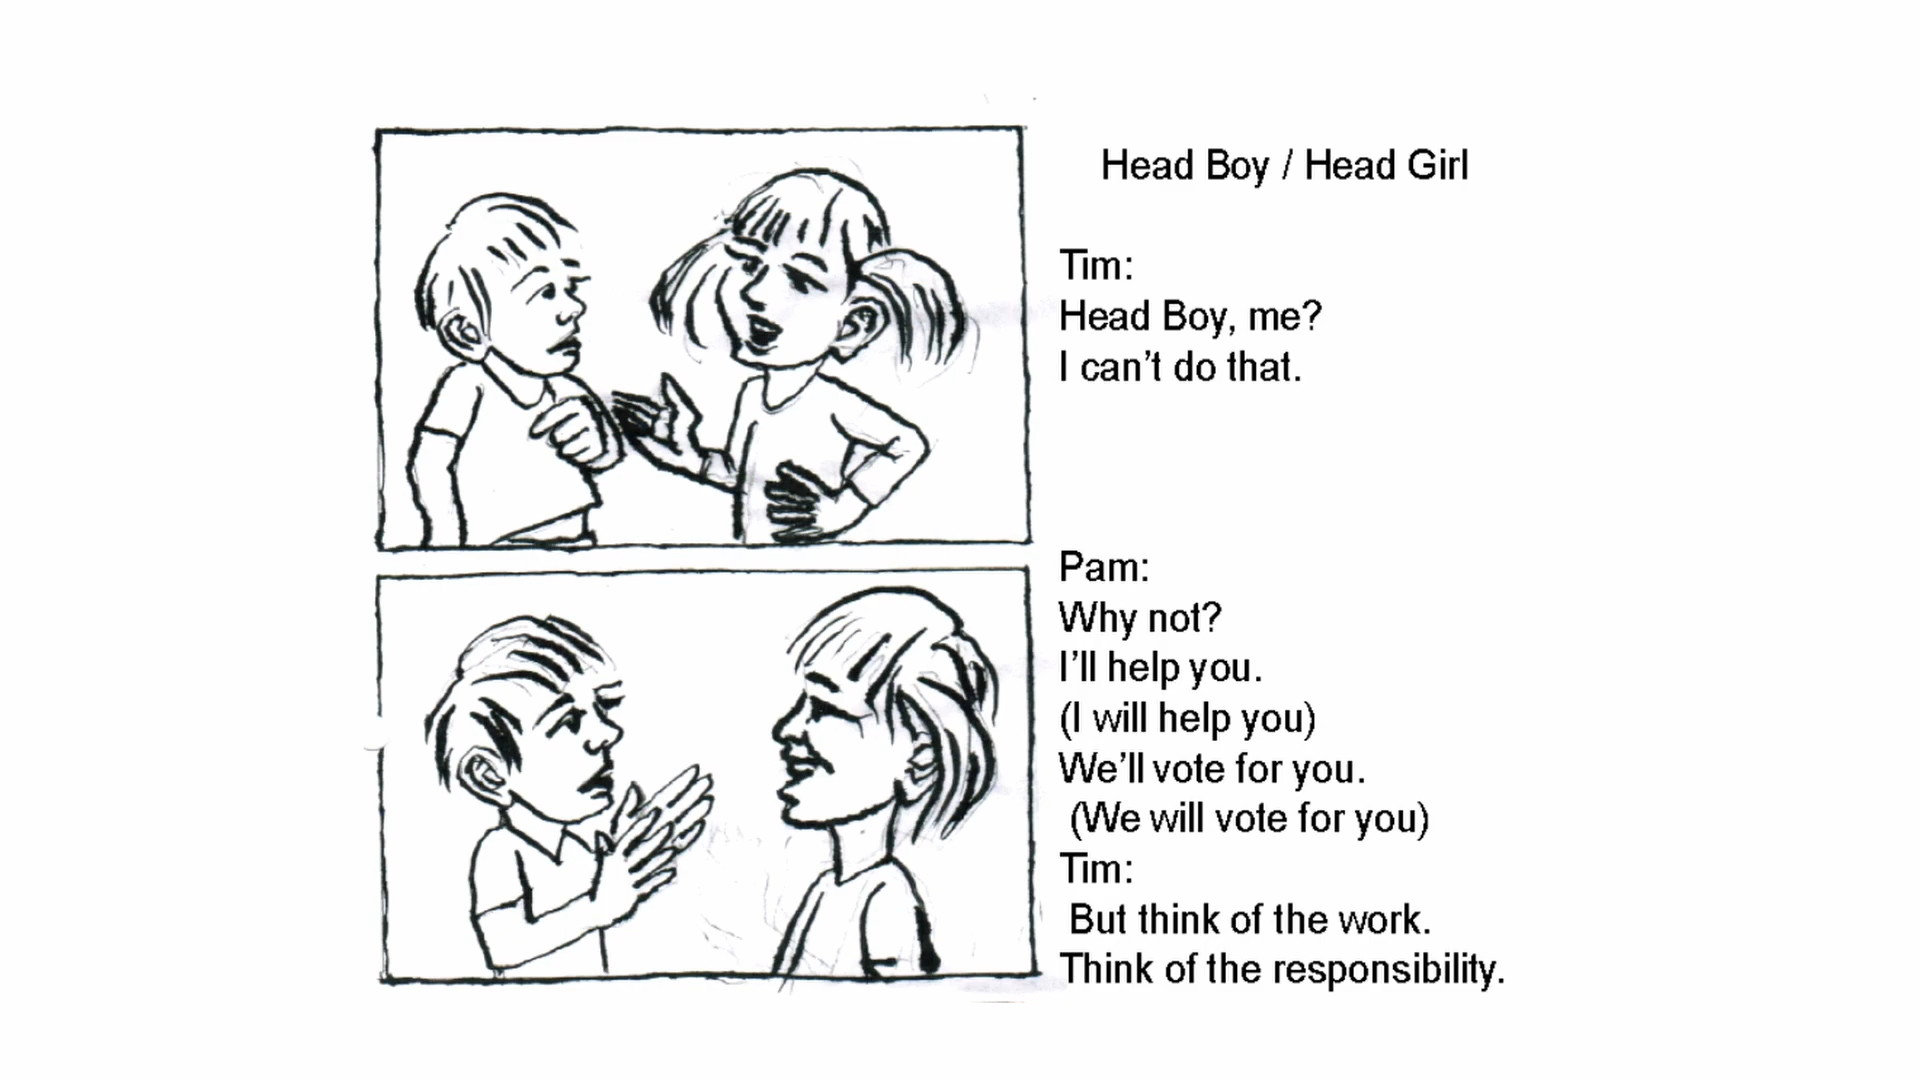 Head Boy / Head Girl
Tim:
Head Boy, me?
I can't do that.
Pam:
Why not?
I'll help you.
(I will help you)
We'll vote for you.
(We will vote for you)
Tim:
But think of the work.
Think of the responsibility.